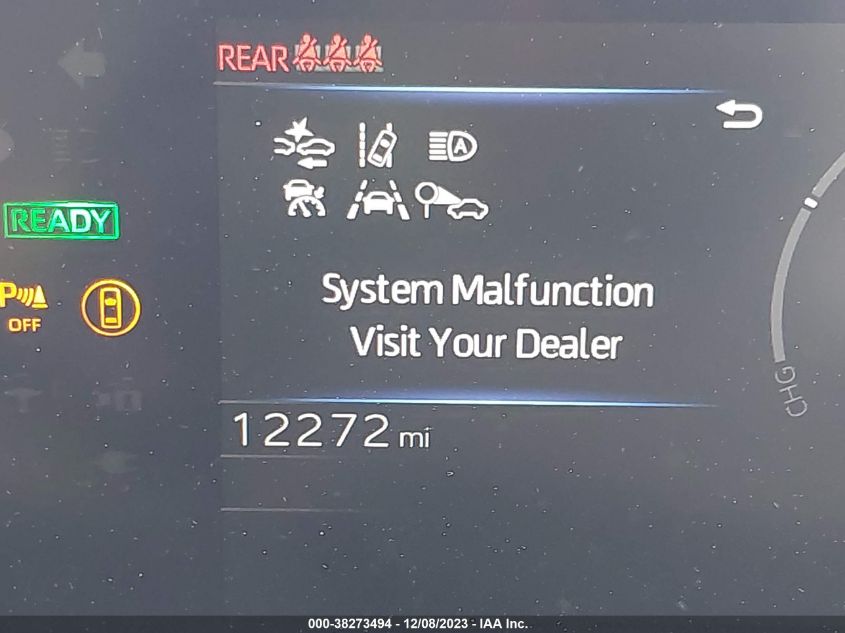 REAR
A
READY
P
OFF
System Malfunction
Visit Your Dealer
CHG
12272 mi
000-38273494 - 12/08/2023 - IAA Inc.